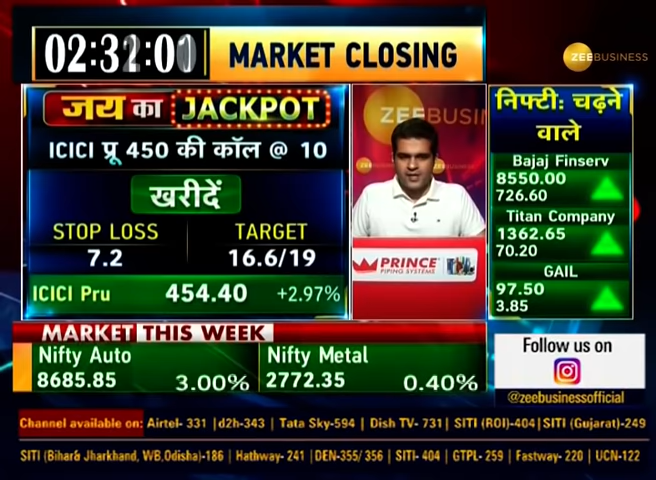 02:32:00
MARKET CLOSING
ZEEBUSINESS
जय का JACKPOT
ICICI प्रू 450 की कॉल @ 10
खरीदें
STOP LOSS
TARGET
7.2
16.6/19
ICICI Pru 454.40 +2.97%
ZEEBUSIN
PRINCE
PIPING SYSTEMS
निफ्टी: चढ़ने
वाले
Bajaj Finserv
8550.00
726.60
Titan Company
1362.65
70.20
GAIL
97.50
3.85
MARKET THIS WEEK
Nifty Auto
8685.85 3.00%
Nifty Metal
2772.35 0.40%
Follow us on
@zeebusinessofficial
Channel available on: Airtel- 331 | d2h-343 | Tata Sky-594 | Dish TV- 731| SITI (ROI)-404| SITI (Gujarat)-249
SITI (Bihar& Jharkhand, WB,Odisha)-186 | Hathway- 241 |DEN-355/ 356 | SITI- 404 | GTPL- 259 | Fastway- 220 | UCN-122